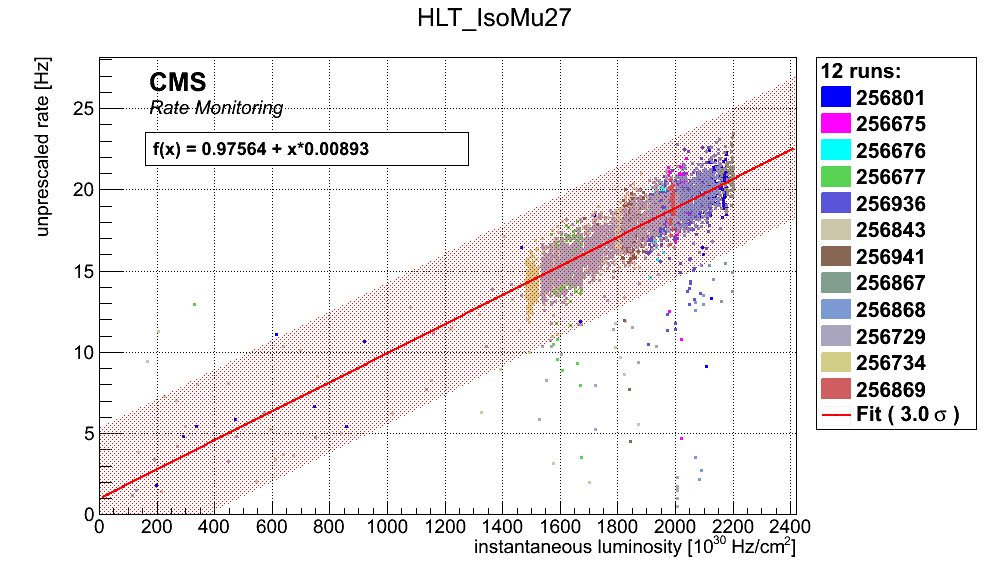 HLT_IsoMu27
unprescaled rate [Hz]
CMS
Rate Monitoring
f(x) = 0.97564 + x*0.00893
25
20
15
10
5
0
0 200 400 600 800 1000 1200 1400 1600 1800 2000 2200 2400
instantaneous luminosity [10³⁰ Hz/cm²]
12 runs:
256801
256675
256676
256677
256936
256843
256941
256867
256868
256729
256734
256869
Fit ( 3.0 σ )